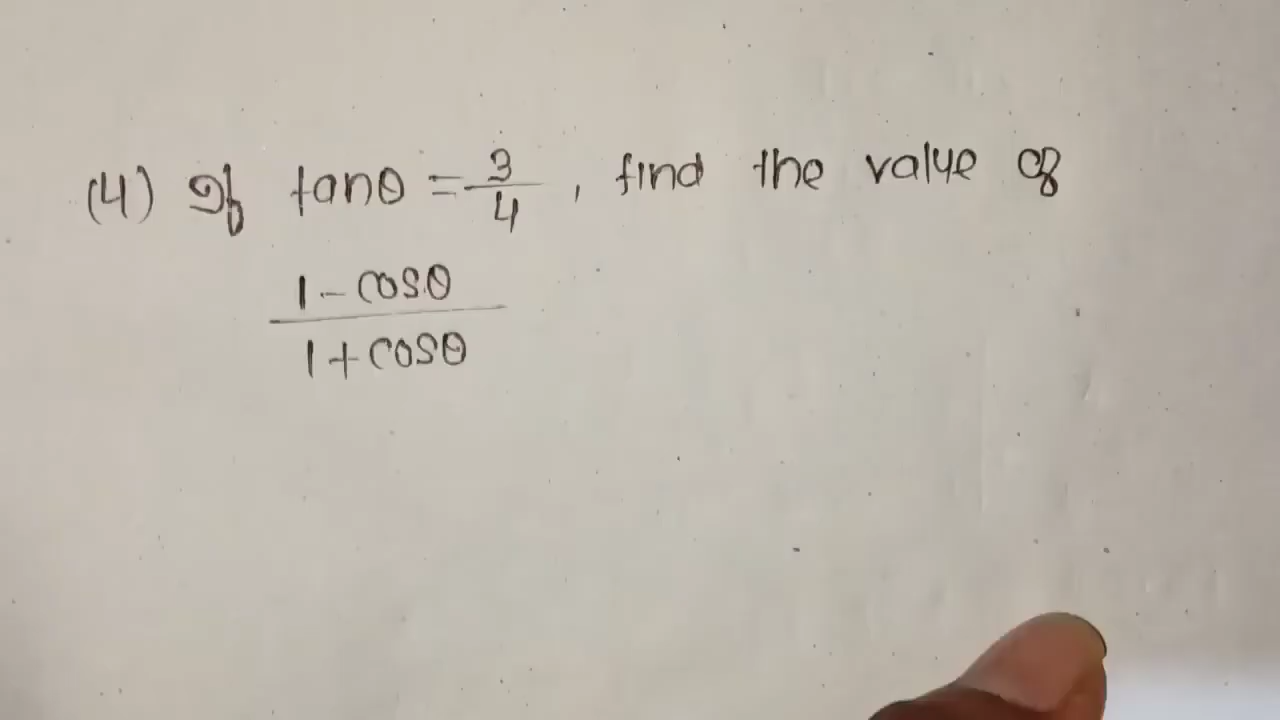 (4) If tanθ = 3/4, find the value of
1 - cosθ
1 + cosθ